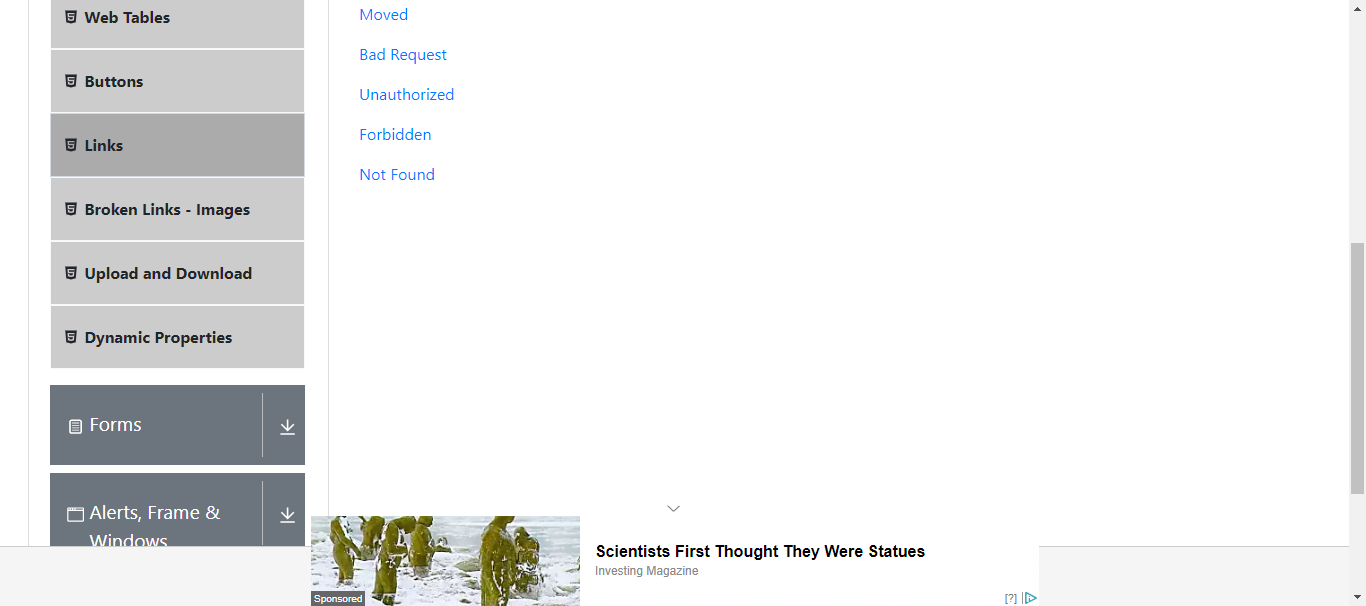 Web Tables
Buttons
Links
Broken Links - Images
Upload and Download
Dynamic Properties
Forms
Alerts, Frame &
Windows
Moved
Bad Request
Unauthorized
Forbidden
Not Found
Scientists First Thought They Were Statues
Investing Magazine
Sponsored
[?]